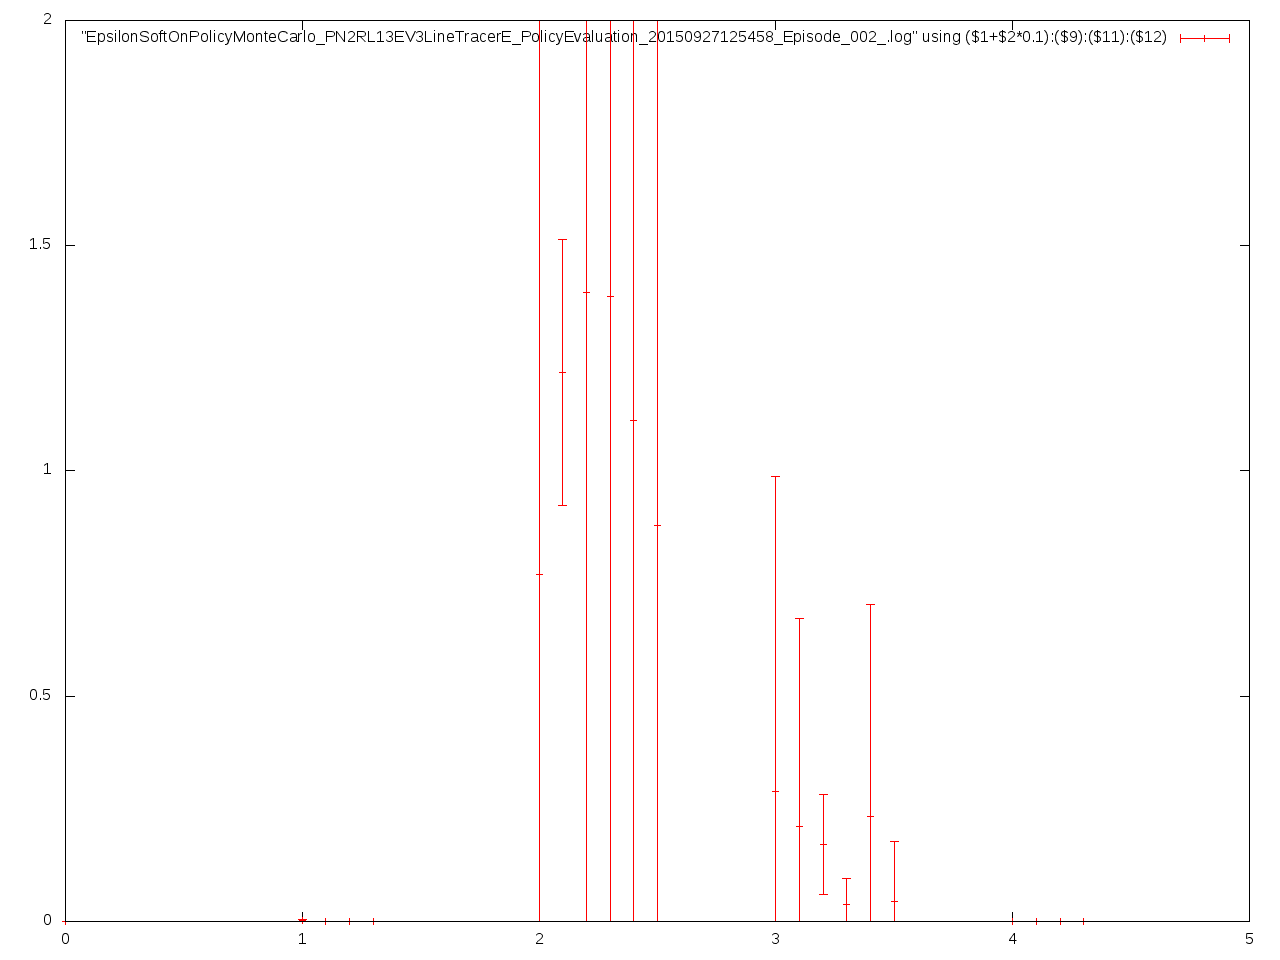 2
"EpsilonSoftOnPolicyMonteCarlo_PN2RL13EV3LineTracerE_PolicyEvaluation_20150927125458_Episode_002_.log" using ($1+$2*0.1):($9):($11):($12)
1.5
1
0.5
0
0 1 2 3 4 5